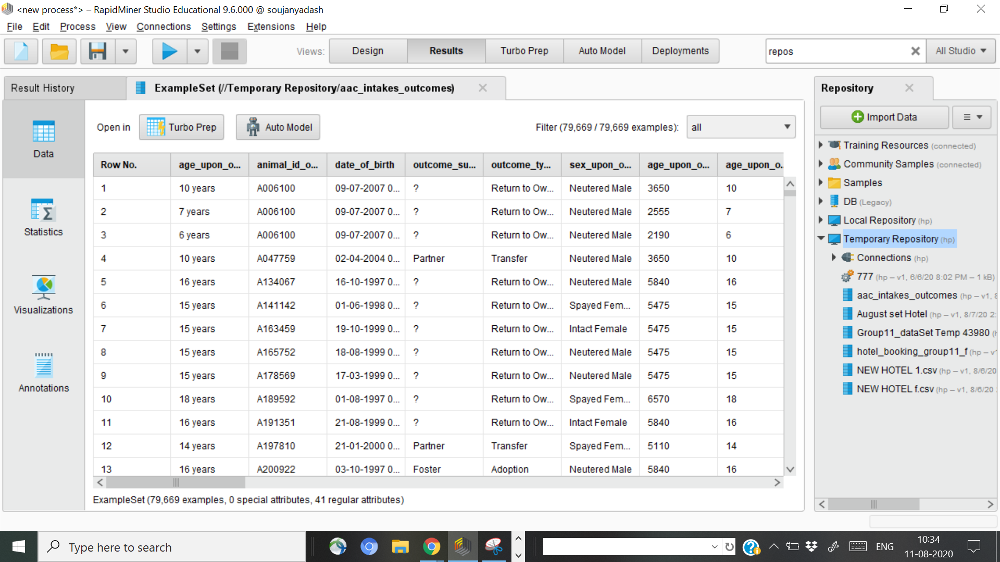 <new process*> – RapidMiner Studio Educational 9.6.000 @ soujanyadash
File Edit Process View Connections Settings Extensions Help
Views: Design Results Turbo Prep Auto Model Deployments repos All Studio
Result History ExampleSet (//Temporary Repository/aac_intakes_outcomes) Repository
Open in Turbo Prep Auto Model Filter (79,669 / 79,669 examples): all
Data
Statistics
Visualizations
Annotations
Row No. age_upon_o... animal_id_o... date_of_birth outcome_su... outcome_ty... sex_upon_o... age_upon_o... age_upon_o..
1 10 years A006100 09-07-2007 0... ? Return to Ow... Neutered Male 3650 10
2 7 years A006100 09-07-2007 0... ? Return to Ow... Neutered Male 2555 7
3 6 years A006100 09-07-2007 0... ? Return to Ow... Neutered Male 2190 6
4 10 years A047759 02-04-2004 0... Partner Transfer Neutered Male 3650 10
5 16 years A134067 16-10-1997 0... ? Return to Ow... Neutered Male 5840 16
6 15 years A141142 01-06-1998 0... ? Return to Ow... Spayed Fem... 5475 15
7 15 years A163459 19-10-1999 0... ? Return to Ow... Intact Female 5475 15
8 15 years A165752 18-08-1999 0... ? Return to Ow... Neutered Male 5475 15
9 15 years A178569 17-03-1999 0... ? Return to Ow... Neutered Male 5475 15
10 18 years A189592 01-08-1997 0... ? Return to Ow... Spayed Fem... 6570 18
11 16 years A191351 21-08-1999 0... ? Return to Ow... Intact Female 5840 16
12 14 years A197810 21-01-2000 0... Partner Transfer Spayed Fem... 5110 14
13 16 years A200922 03-10-1997 0... Foster Adoption Neutered Male 5840 16
ExampleSet (79,669 examples, 0 special attributes, 41 regular attributes)
Import Data
Training Resources (connected)
Community Samples (connected)
Samples
DB (Legacy)
Local Repository (hp)
Temporary Repository (hp)
Connections (hp)
777 (hp – v1, 6/6/20 8:02 PM – 1 kB)
aac_intakes_outcomes (hp – v1, 8
August set Hotel (hp – v1, 8/7/20 2:
Group11_dataSet Temp 43980 (h
hotel_booking_group11_f (hp – v1
NEW HOTEL 1.csv (hp – v1, 8/6/20
NEW HOTEL f.csv (hp – v1, 8/6/20
Type here to search
ENG
10:34
11-08-2020